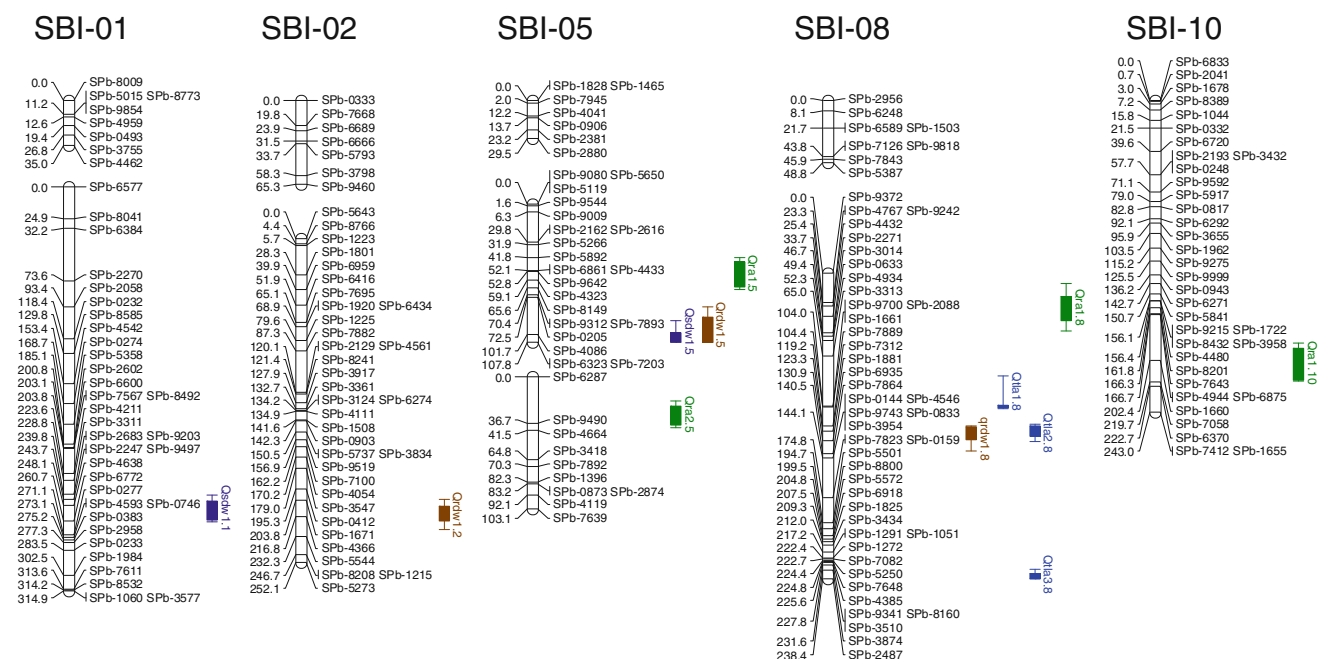 SBI-01
0.0 SPb-8009
SPb-5015 SPb-8773
11.2 SPb-9854
12.6 SPb-4959
19.4 SPb-0493
26.8 SPb-3755
35.0 SPb-4462
0.0 SPb-6577
24.9 SPb-8041
32.2 SPb-6384
73.6 SPb-2270
93.4 SPb-2058
118.4 SPb-0232
129.8 SPb-8585
153.4 SPb-4542
168.7 SPb-0274
185.1 SPb-5358
200.8 SPb-2602
203.1 SPb-6600
203.8 SPb-7567 SPb-8492
223.6 SPb-4211
228.8 SPb-3311
239.8 SPb-2683 SPb-9203
243.7 SPb-2247 SPb-9497
248.1 SPb-4638
260.7 SPb-6772
271.1 SPb-0277
273.1 SPb-4593 SPb-0746
275.2 SPb-0383
277.3 SPb-2958
283.5 SPb-0233
302.5 SPb-1984
313.6 SPb-7611
314.2 SPb-8532
314.9 SPb-1060 SPb-3577
Qsdw1.1
SBI-02
0.0 SPb-0333
19.8 SPb-7668
23.9 SPb-6689
31.5 SPb-6666
33.7 SPb-5793
58.3 SPb-3798
65.3 SPb-9460
0.0 SPb-5643
4.4 SPb-8766
5.7 SPb-1223
28.3 SPb-1801
39.9 SPb-6959
51.9 SPb-6416
65.1 SPb-7695
68.9 SPb-1920 SPb-6434
79.6 SPb-1225
87.3 SPb-7882
120.1 SPb-2129 SPb-4561
121.4 SPb-8241
127.9 SPb-3917
132.7 SPb-3361
134.2 SPb-3124 SPb-6274
134.9 SPb-4111
141.6 SPb-1508
142.3 SPb-0903
150.5 SPb-5737 SPb-3834
156.9 SPb-9519
162.2 SPb-7100
170.2 SPb-4054
179.0 SPb-3547
195.3 SPb-0412
203.8 SPb-1671
216.8 SPb-4366
232.3 SPb-5544
246.7 SPb-8208 SPb-1215
252.1 SPb-5273
Qrdw1.2
SBI-05
0.0 SPb-1828 SPb-1465
2.0 SPb-7945
12.2 SPb-4041
13.7 SPb-0906
23.2 SPb-2381
29.5 SPb-2880
SPb-9080 SPb-5650
0.0 SPb-5119
1.6 SPb-9544
6.3 SPb-9009
29.8 SPb-2162 SPb-2616
31.9 SPb-5266
41.8 SPb-5892
52.1 SPb-6861 SPb-4433
52.8 SPb-9642
59.1 SPb-4323
65.6 SPb-8149
70.4 SPb-9312 SPb-7893
72.5 SPb-0205
101.7 SPb-4086
107.8 SPb-6323 SPb-7203
0.0 SPb-6287
36.7 SPb-9490
41.5 SPb-4664
64.8 SPb-3418
70.3 SPb-7892
82.3 SPb-1396
83.2 SPb-0873 SPb-2874
92.1 SPb-4119
103.1 SPb-7639
Qra1.5
Qsdw1.5
Qrdw1.5
Qra2.5
SBI-08
0.0 SPb-2956
8.1 SPb-6248
21.7 SPb-6589 SPb-1503
43.8 SPb-7126 SPb-9818
45.9 SPb-7843
48.8 SPb-5387
0.0 SPb-9372
23.3 SPb-4767 SPb-9242
25.4 SPb-4432
33.7 SPb-2271
46.7 SPb-3014
49.4 SPb-0633
52.3 SPb-4934
65.0 SPb-3313
SPb-9700 SPb-2088
104.0 SPb-1661
104.4 SPb-7889
119.2 SPb-7312
123.3 SPb-1881
130.9 SPb-6935
140.5 SPb-7864
SPb-0144 SPb-4546
144.1 SPb-9743 SPb-0833
SPb-3954
174.8 SPb-7823 SPb-0159
194.7 SPb-5501
199.5 SPb-8800
204.8 SPb-5572
207.5 SPb-6918
209.3 SPb-1825
212.0 SPb-3434
217.2 SPb-1291 SPb-1051
222.4 SPb-1272
222.7 SPb-7082
224.4 SPb-5250
224.8 SPb-7648
225.6 SPb-4385
SPb-9341 SPb-8160
227.8 SPb-3510
231.6 SPb-3874
238.4 SPb-2487
Qra1.8
Qtla1.8
qrdw1.8
Qtla2.8
Qtla3.8
SBI-10
0.0 SPb-6833
0.7 SPb-2041
3.0 SPb-1678
7.2 SPb-8389
15.8 SPb-1044
21.5 SPb-0332
39.6 SPb-6720
SPb-2193 SPb-3432
57.7 SPb-0248
71.1 SPb-9592
79.0 SPb-5917
82.8 SPb-0817
92.1 SPb-6292
95.9 SPb-3655
103.5 SPb-1962
115.2 SPb-9275
125.5 SPb-9999
136.2 SPb-0943
142.7 SPb-6271
150.7 SPb-5841
SPb-9215 SPb-1722
156.1 SPb-8432 SPb-3958
156.4 SPb-4480
161.8 SPb-8201
166.3 SPb-7643
166.7 SPb-4944 SPb-6875
202.4 SPb-1660
219.7 SPb-7058
222.7 SPb-6370
243.0 SPb-7412 SPb-1655
Qra1.10